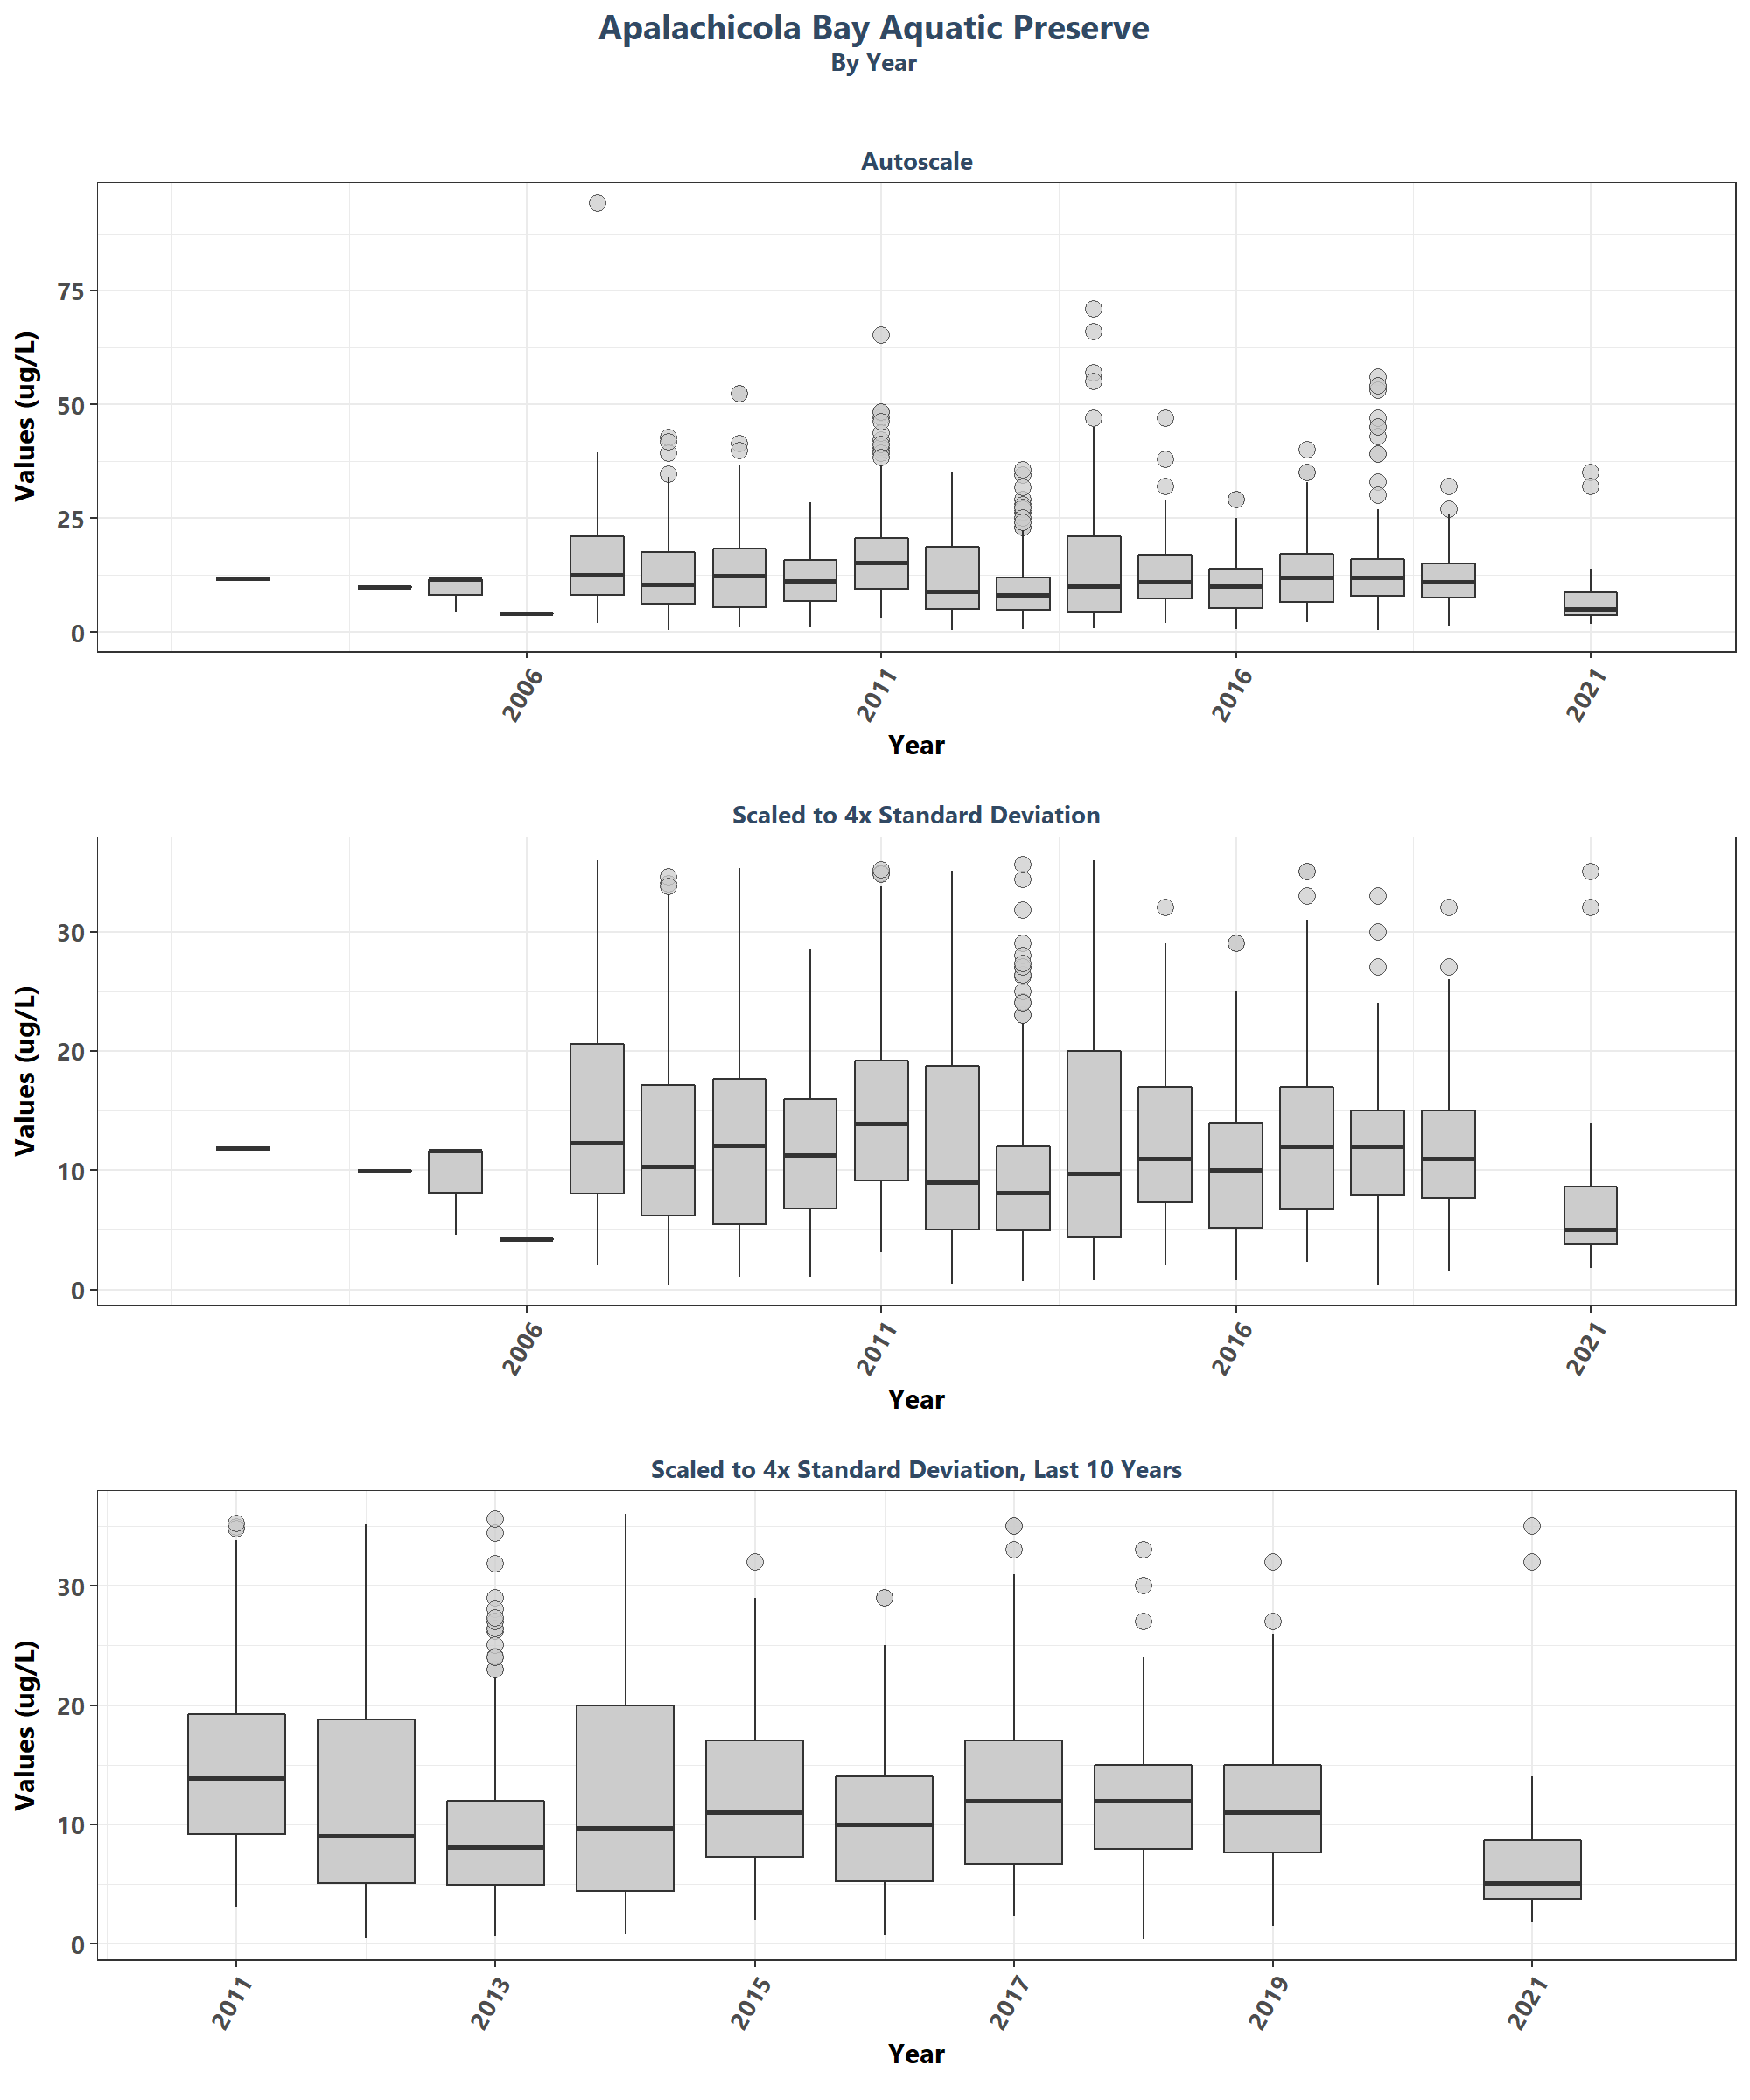 Apalachicola Bay Aquatic Preserve
By Year
Autoscale
Values (ug/L)
75
50
25
0
2006
2011
2016
2021
Year
Scaled to 4x Standard Deviation
Values (ug/L)
30
20
10
0
2006
2011
2016
2021
Year
Scaled to 4x Standard Deviation, Last 10 Years
Values (ug/L)
30
20
10
0
2011
2013
2015
2017
2019
2021
Year